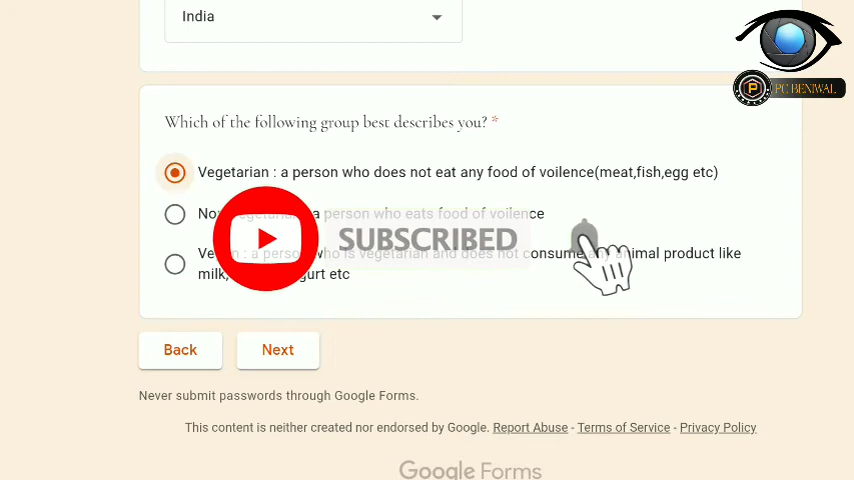 India
PC BENIWAL
Which of the following group best describes you? *
Vegetarian : a person who does not eat any food of voilence(meat,fish,egg etc)
a person who eats food of voilence
SUBSCRIBED
a person who is vegetarian and does not consume any animal product like
milk, etc
Back
Next
Never submit passwords through Google Forms.
This content is neither created nor endorsed by Google. Report Abuse - Terms of Service - Privacy Policy
Google Forms